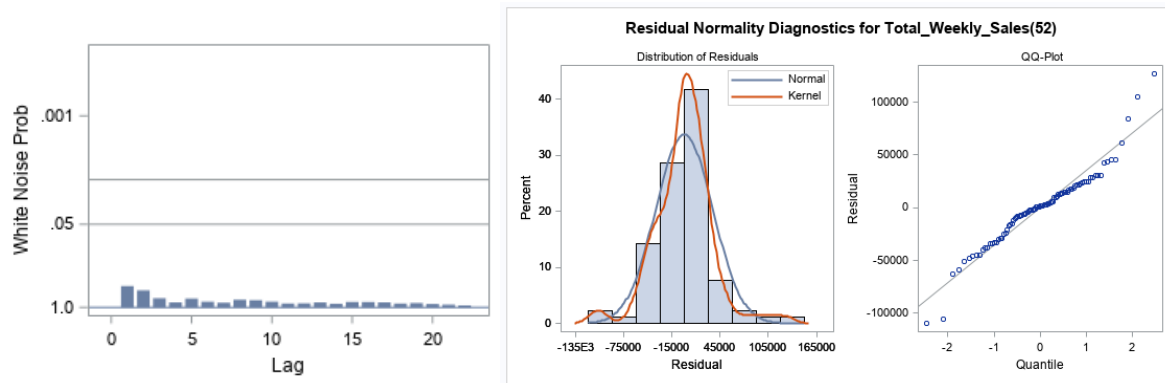 White Noise Prob
.001
.05
1.0
0 5 10 15 20
Lag
Residual Normality Diagnostics for Total_Weekly_Sales(52)
Distribution of Residuals
Normal
Kernel
Percent
40
30
20
10
0
-135E3 -75000 -15000 45000 105000 165000
Residual
QQ-Plot
Residual
100000
50000
0
-50000
-100000
-2 -1 0 1 2
Quantile